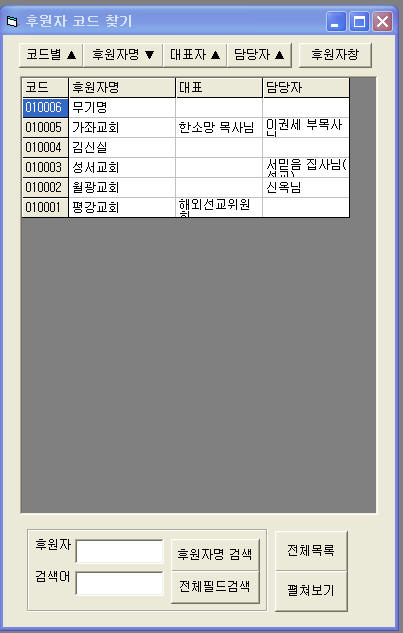 후원자 코드 찾기
코드별 ▲ 후원자명 ▼ 대표자 ▲ 담당자 ▲ 후원자창
코드 후원자명 대표 담당자
010006 무기명
010005 가좌교회 한소망 목사님 이권세 부목사
010004 김신실
010003 성서교회 서믿음 집사님(
010002 월광교회 신옥님
010001 평강교회 해외선교위원
회
후원자
후원자명 검색
전체목록
검색어
전체필드검색
펼쳐보기